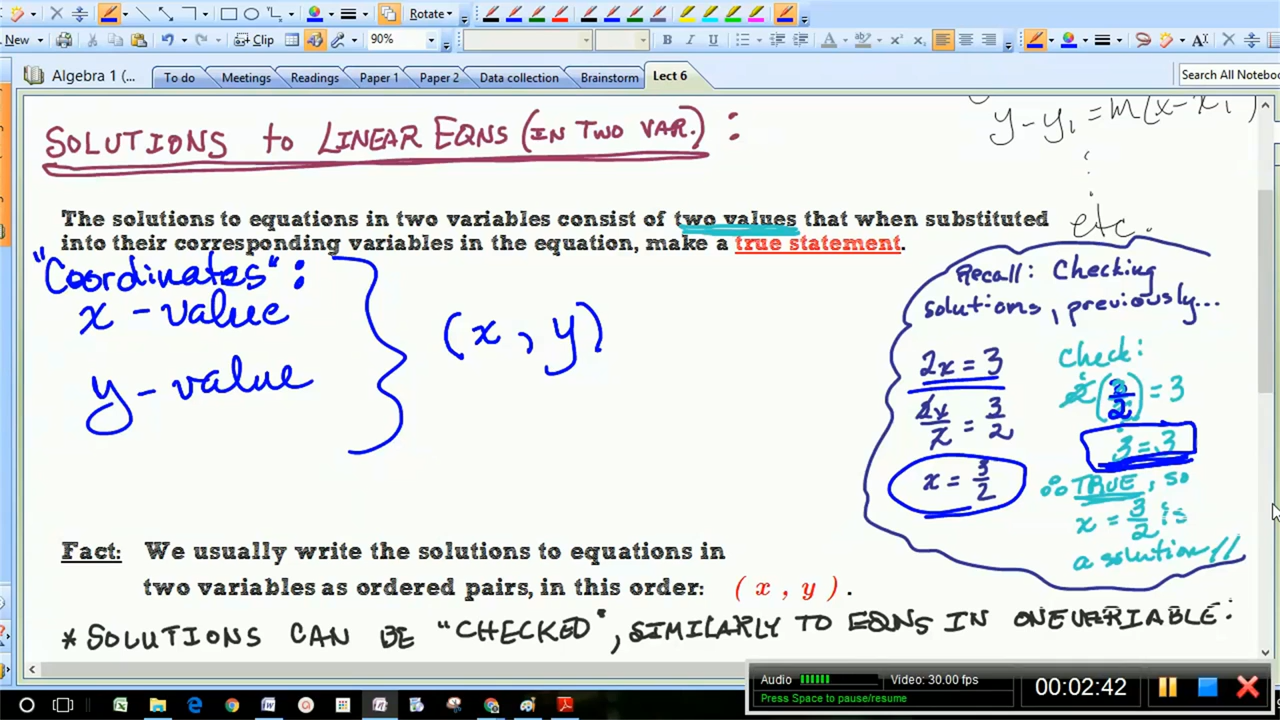 Rotate
New
Clip
90%
B I U
Algebra 1 (...
To do
Meetings
Readings
Paper 1
Paper 2
Data collection
Brainstorm
Lect 6
Search All Notebo
SOLUTIONS to LINEAR EQNS (IN TWO VAR.) :
y - y₁ = m(x - x₁)
⋮
etc.
The solutions to equations in two variables consist of two values that when substituted
into their corresponding variables in the equation, make a true statement.
"Coordinates" :
x - value
y - value
(x, y)
Recall: Checking
solutions, previously...
2x = 3
2x/2 = 3/2
x = 3/2
Check:
2(3/2) = 3
3 = 3
∴ TRUE, so
x = 3/2 is
a solution //
Fact: We usually write the solutions to equations in
two variables as ordered pairs, in this order: ( x , y ) .
* SOLUTIONS CAN BE "CHECKED", SIMILARLY TO EQNS IN ONE VARIABLE:
Audio
Video: 30.00 fps
Press Space to pause/resume
00:02:42